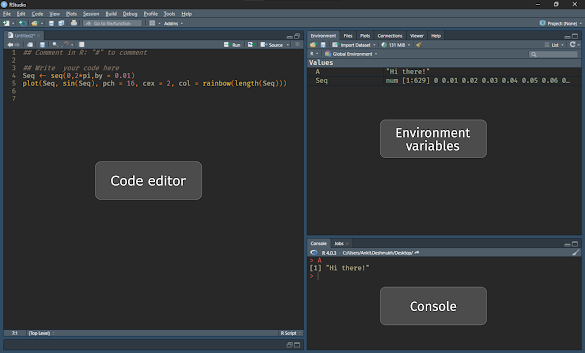 RStudio
File Edit Code View Plots Session Build Debug Profile Tools Help
Go to file/function
Addins
Project: (None)
Untitled1*
Run
Source
1 ## Comment in R: "#" to comment
2
3 ## Write  your code here
4 Seq ← seq(0,2*pi,by = 0.01)
5 plot(Seq, sin(Seq), pch = 16, cex = 2, col = rainbow(length(Seq)))
6
7
Code editor
7:1 (Top Level) R Script
Environment Files Plots Connections Viewer Help
Import Dataset
131 MiB
List
R
Global Environment
Values
A "Hi there!"
Seq num [1:629] 0 0.01 0.02 0.03 0.04 0.05 0.06 0…
Environment
variables
Console Jobs
R 4.0.3 C:/Users/Ankit.Deshmukh/Desktop/
> A
[1] "Hi there!"
>
Console